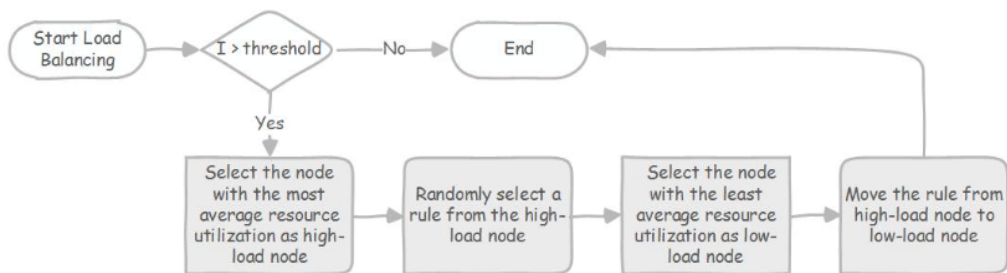 Start Load
Balancing
I > threshold
No
End
Yes
Select the node
with the most
average resource
utilization as high-
load node
Randomly select a
rule from the high-
load node
Select the node
with the least
average resource
utilization as low-
load node
Move the rule from
high-load node to
low-load node